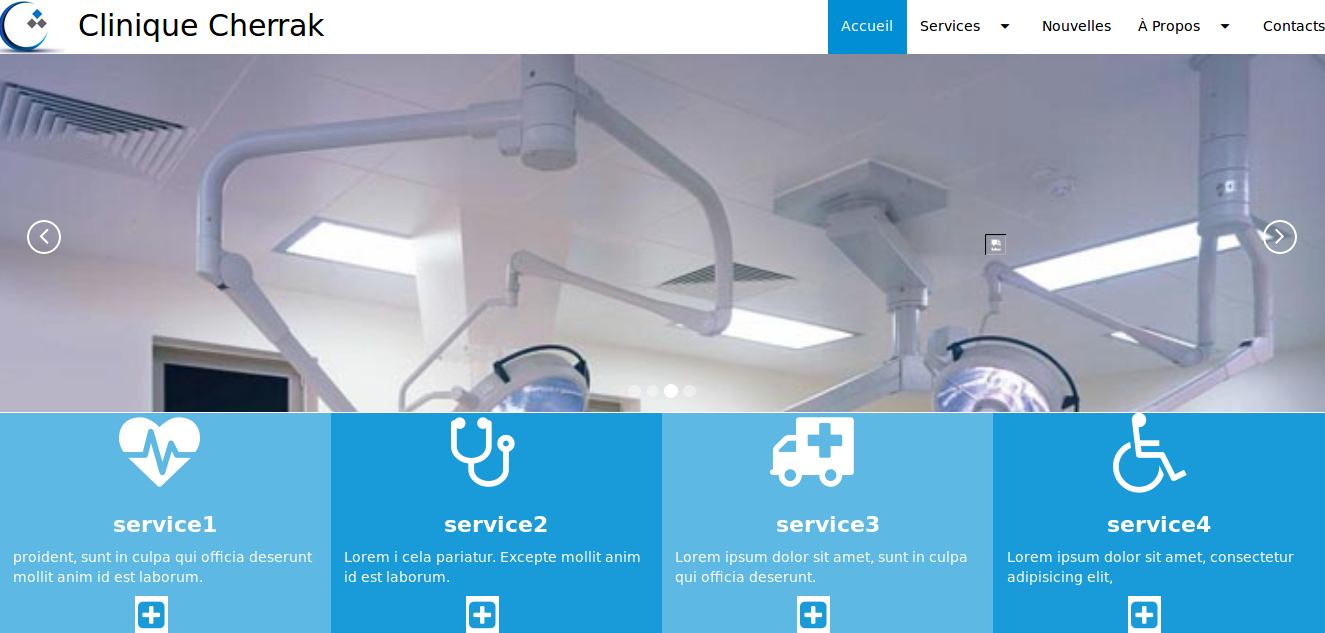 Clinique Cherrak
Accueil Services Nouvelles À Propos Contacts
service1
proident, sunt in culpa qui officia deserunt
mollit anim id est laborum.
service2
Lorem i cela pariatur. Excepte mollit anim
id est laborum.
service3
Lorem ipsum dolor sit amet, sunt in culpa
qui officia deserunt.
service4
Lorem ipsum dolor sit amet, consectetur
adipisicing elit,